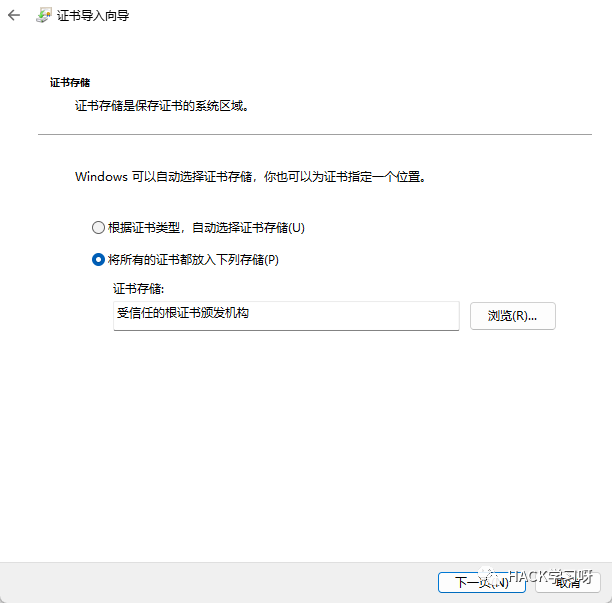 证书导入向导
证书存储
证书存储是保存证书的系统区域。
Windows 可以自动选择证书存储，你也可以为证书指定一个位置。
根据证书类型，自动选择证书存储(U)
将所有的证书都放入下列存储(P)
证书存储:
受信任的根证书颁发机构
浏览(R)...
下一页(N)
取消
HACK学习呀